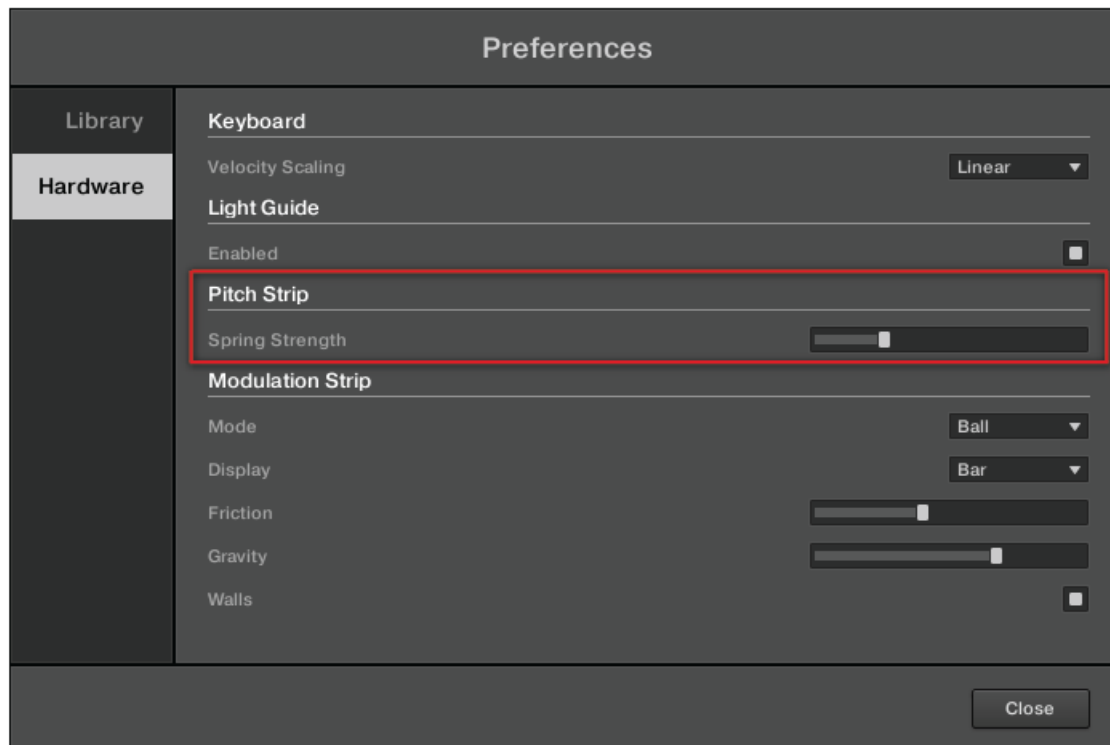 Preferences
Library
Hardware
Keyboard
Velocity Scaling Linear
Light Guide
Enabled
Pitch Strip
Spring Strength
Modulation Strip
Mode Ball
Display Bar
Friction
Gravity
Walls
Close